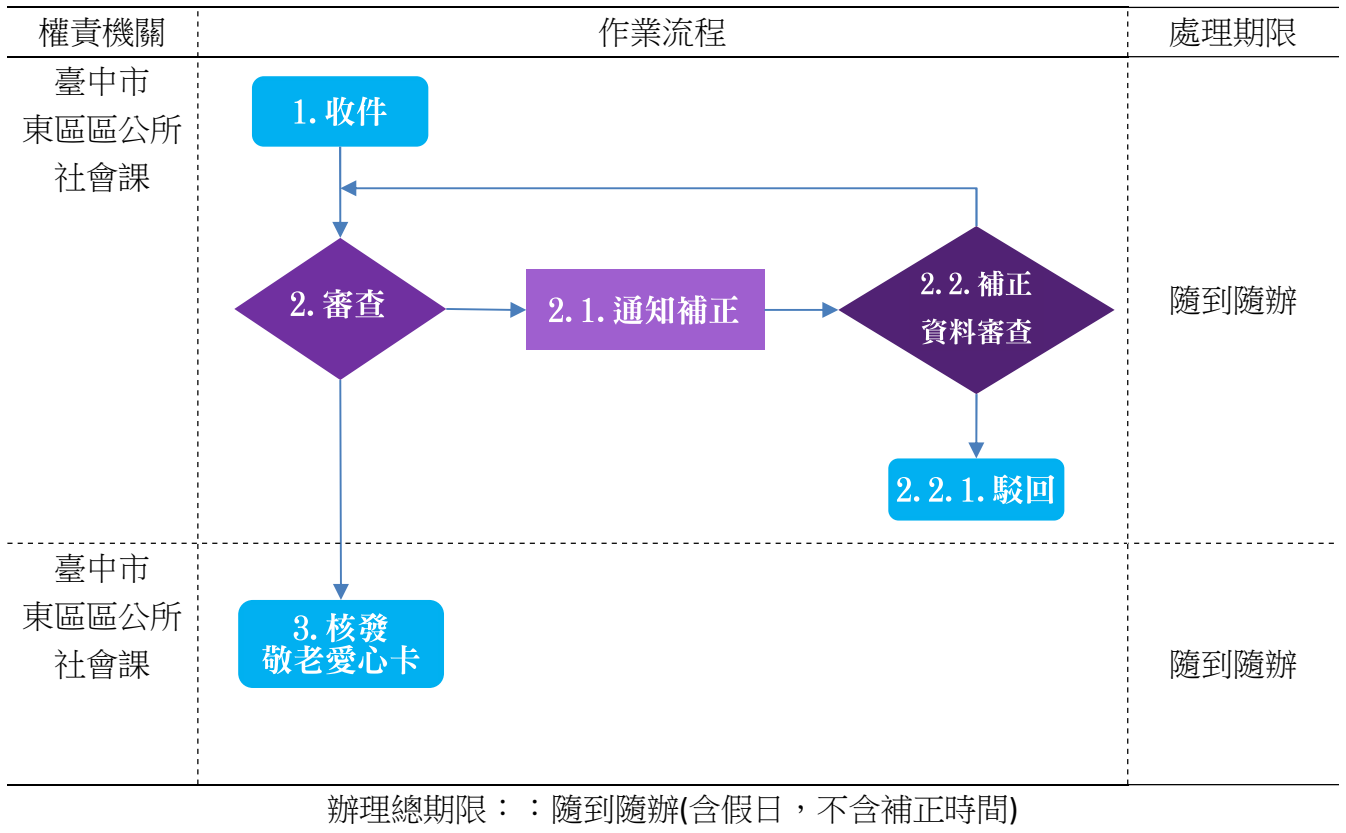 權責機關
作業流程
處理期限
臺中市
東區區公所
社會課
1.收件
2.審查
2.1.通知補正
2.2.補正
資料審查
2.2.1.駁回
隨到隨辦
臺中市
東區區公所
社會課
3.核發
敬老愛心卡
隨到隨辦
辦理總期限：：隨到隨辦(含假日，不含補正時間)